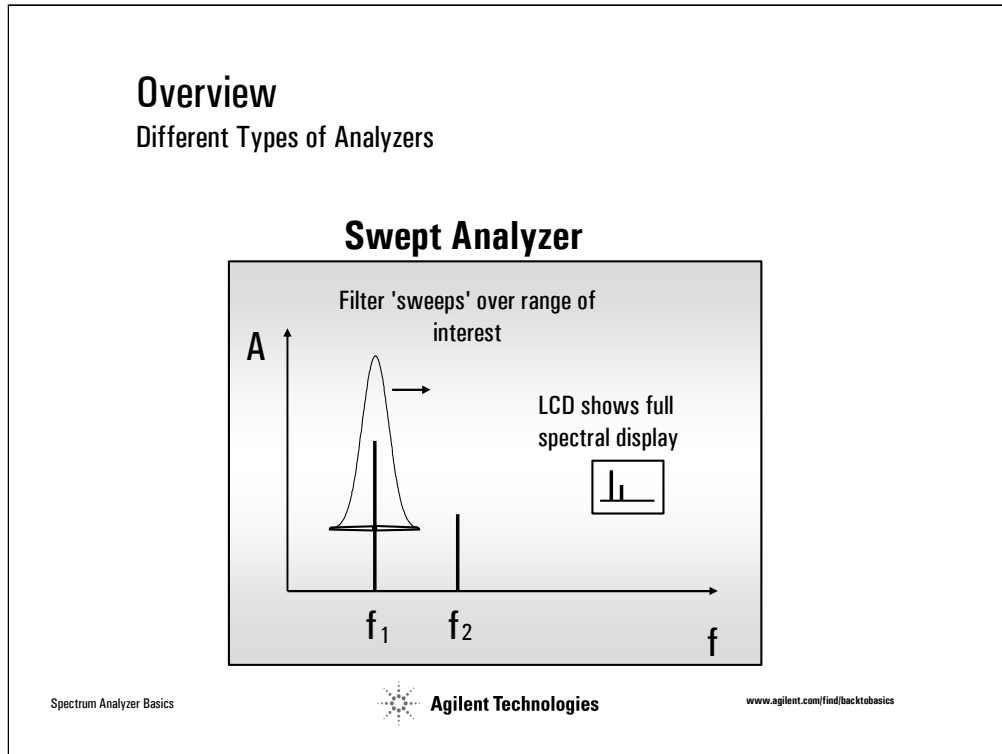 Overview
Different Types of Analyzers
Swept Analyzer
Filter 'sweeps' over range of
interest
A
LCD shows full
spectral display
f1
f2
f
Spectrum Analyzer Basics
Agilent Technologies
www.agilent.com/find/backtobasics